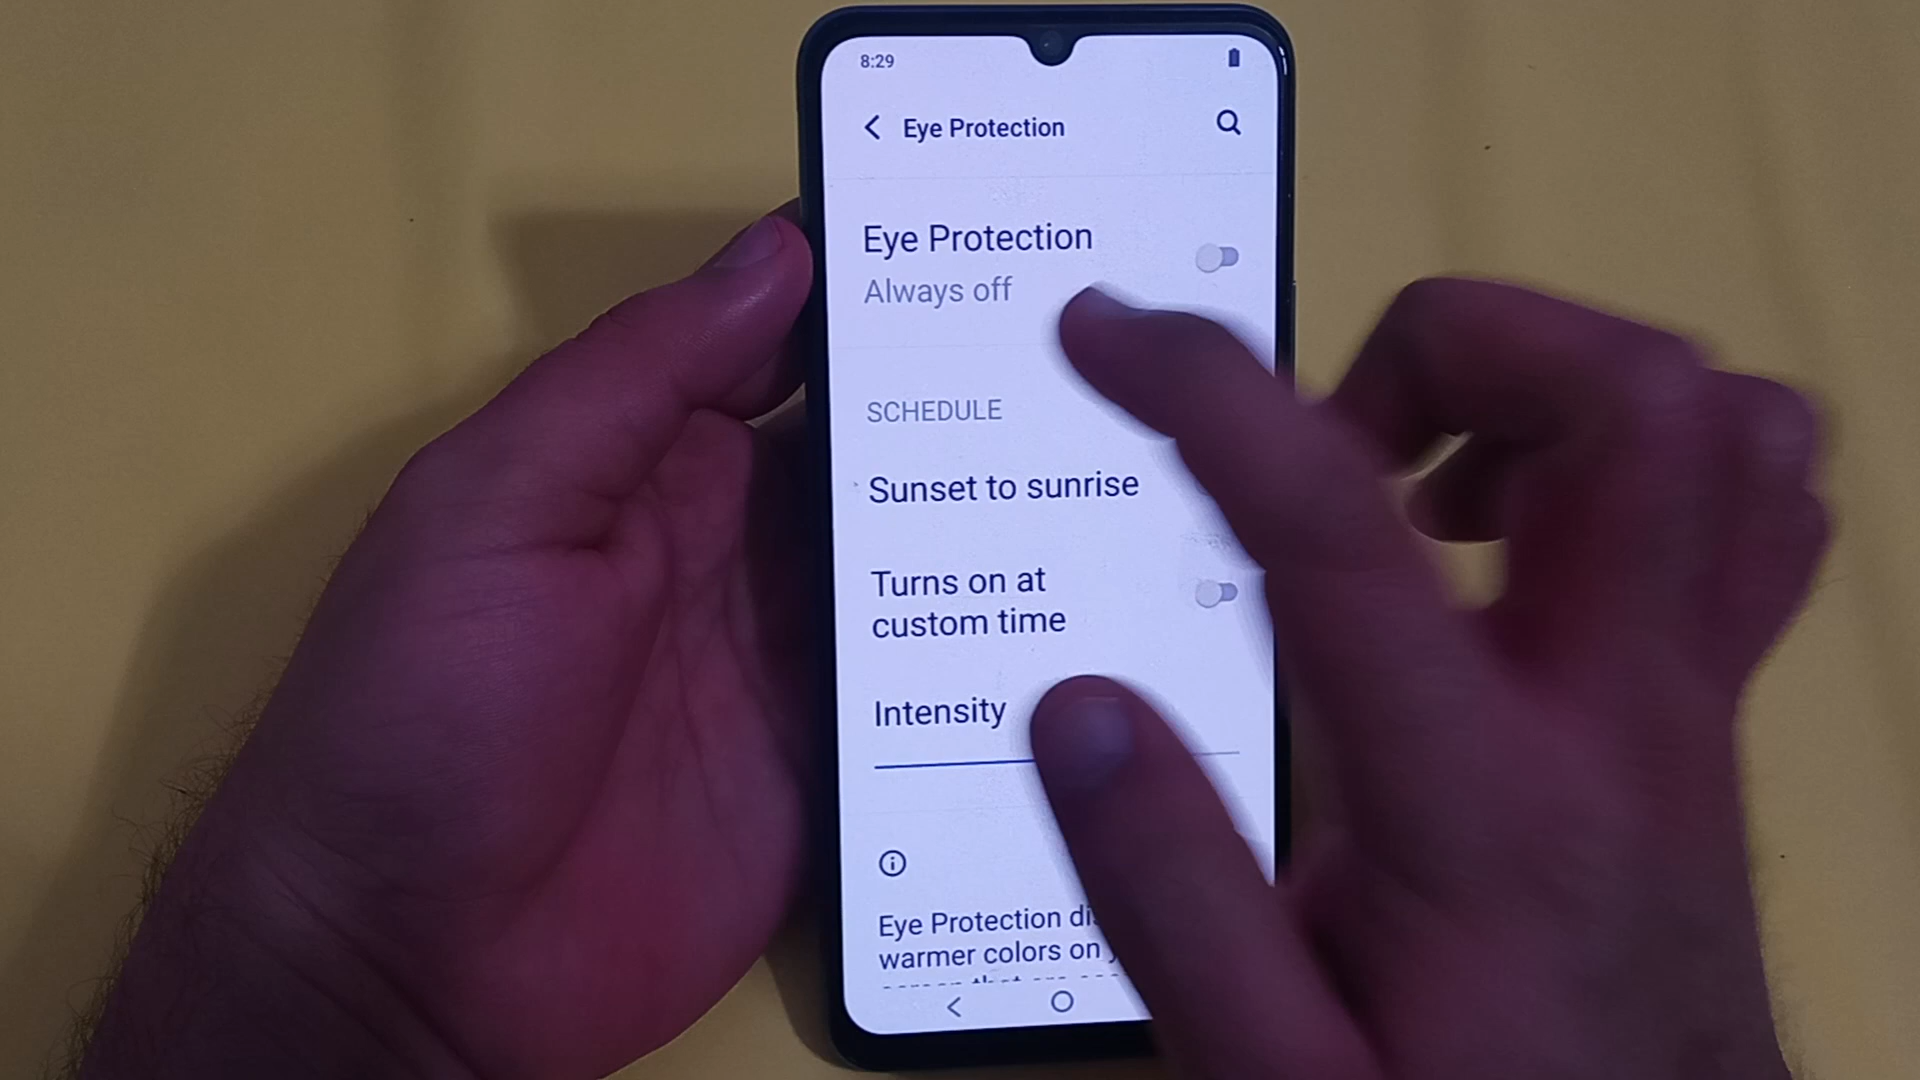 8:29
Eye Protection
Eye Protection
Always off
SCHEDULE
Sunset to sunrise
Turns on at
custom time
Intensity
Eye Protection
warmer colors on